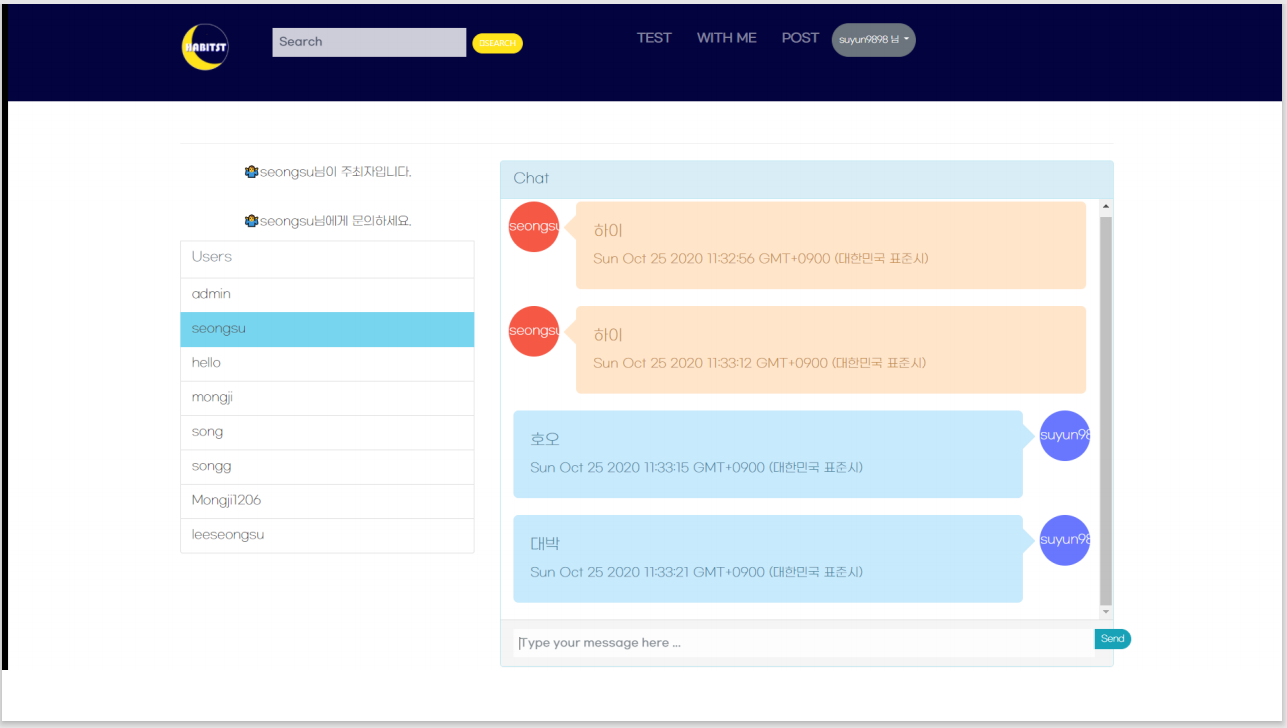 HABITST
Search
SEARCH
TEST
WITH ME
POST
suyun9898 님
seongsu님이 주최자입니다.
seongsu님에게 문의하세요.
Users
admin
seongsu
hello
mongji
song
songg
Mongji1206
leeseongsu
Chat
seongsu
하이
Sun Oct 25 2020 11:32:56 GMT+0900 (대한민국 표준시)
seongsu
하이
Sun Oct 25 2020 11:33:12 GMT+0900 (대한민국 표준시)
호오
Sun Oct 25 2020 11:33:15 GMT+0900 (대한민국 표준시)
suyun98
대박
Sun Oct 25 2020 11:33:21 GMT+0900 (대한민국 표준시)
suyun98
Type your message here ...
Send